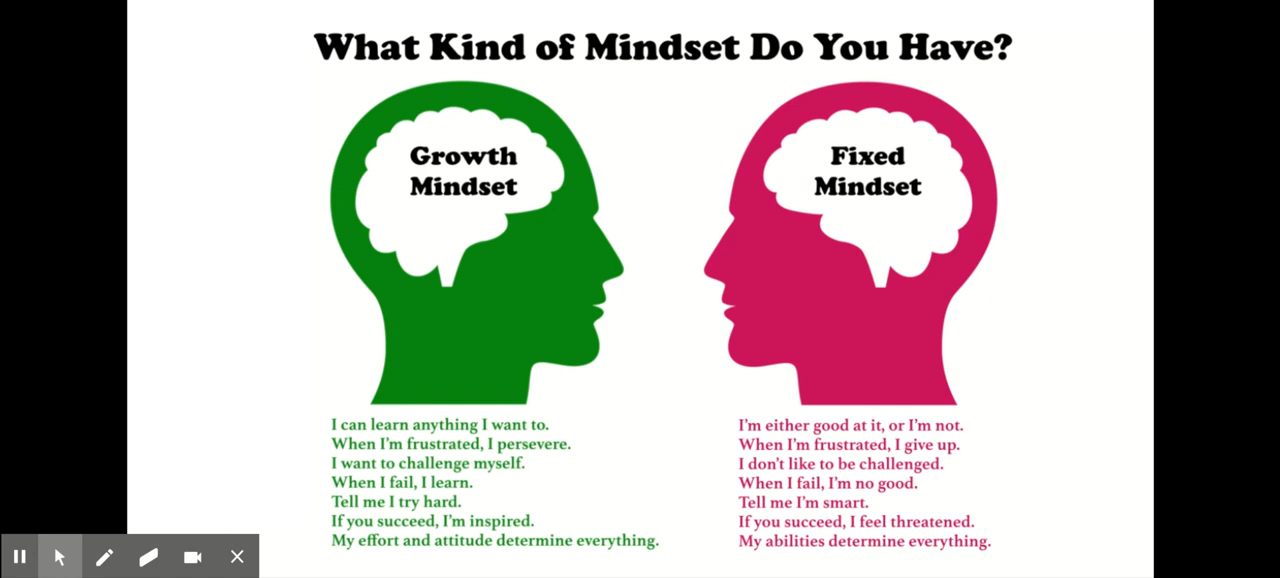 What Kind of Mindset Do You Have?
Growth
Mindset
Fixed
Mindset
I can learn anything I want to.
When I'm frustrated, I persevere.
I want to challenge myself.
When I fail, I learn.
Tell me I try hard.
If you succeed, I'm inspired.
My effort and attitude determine everything.
I'm either good at it, or I'm not.
When I'm frustrated, I give up.
I don't like to be challenged.
When I fail, I'm no good.
Tell me I'm smart.
If you succeed, I feel threatened.
My abilities determine everything.